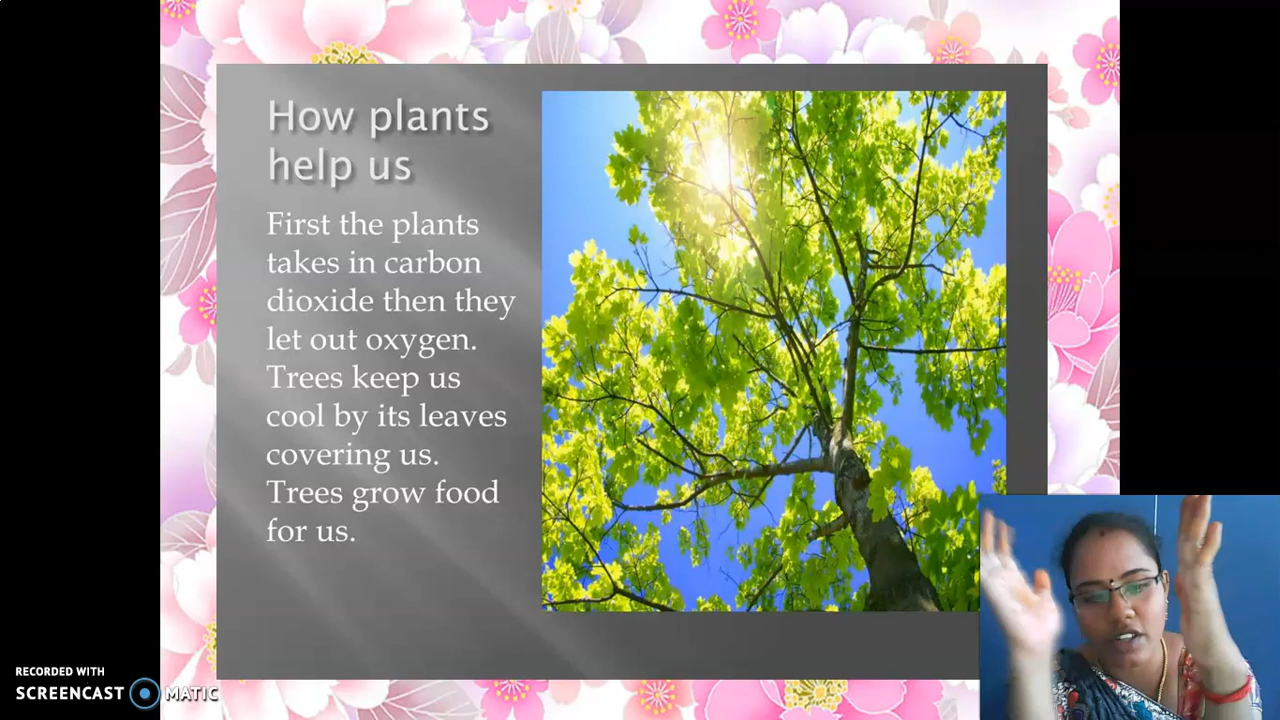 How plants
help us
First the plants
takes in carbon
dioxide then they
let out oxygen.
Trees keep us
cool by its leaves
covering us.
Trees grow food
for us.
RECORDED WITH
SCREENCAST MATIC